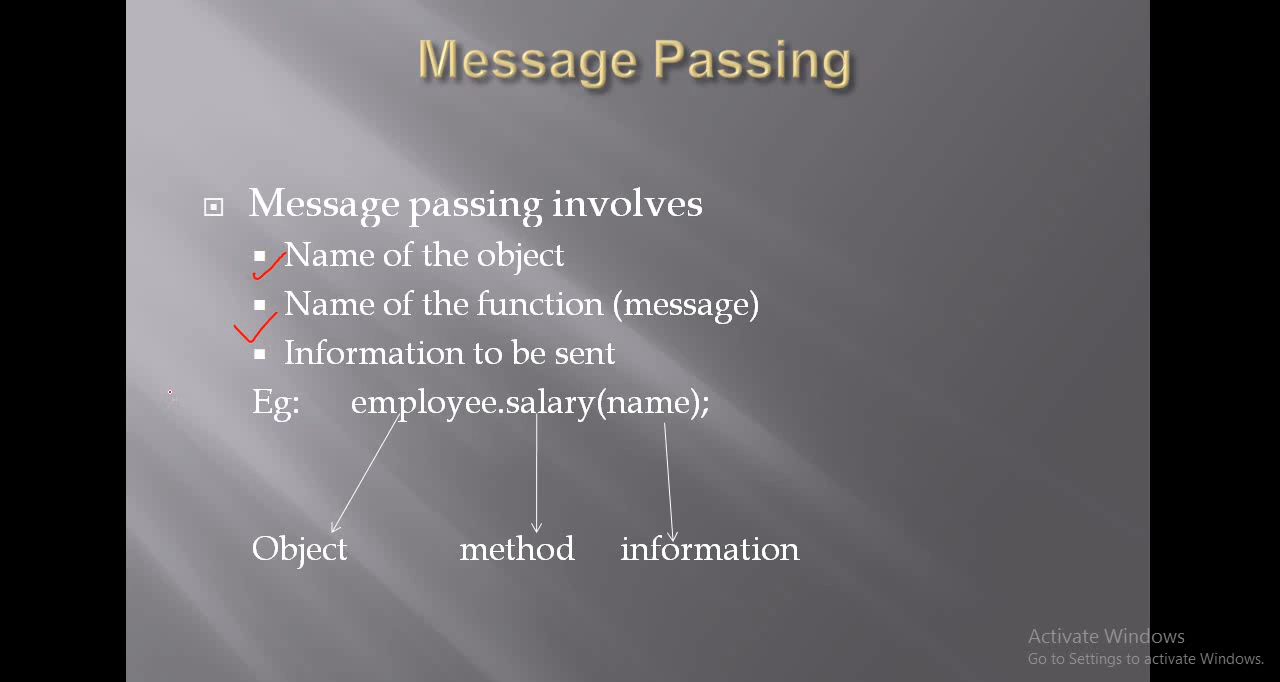 Message Passing
Message passing involves
Name of the object
Name of the function (message)
Information to be sent
Eg: employee.salary(name);
Object method information
Activate Windows
Go to Settings to activate Windows.